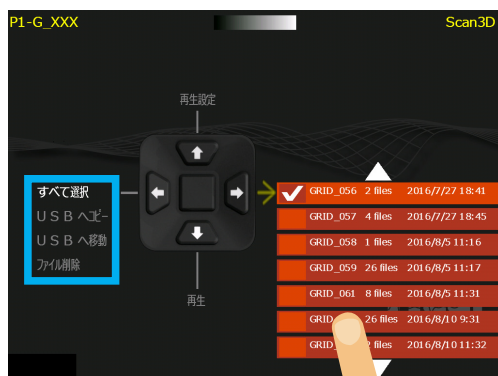 P1-G_XXX
Scan3D
再生設定
すべて選択
USBへコピー
USBへ移動
ファイル削除
再生
GRID_056 2 files 2016/7/27 18:41
GRID_057 4 files 2016/7/27 18:45
GRID_058 1 file 2016/8/5 11:16
GRID_059 26 files 2016/8/5 11:17
GRID_061 8 files 2016/8/5 11:31
26 files 2016/8/10 9:31
files 2016/8/10 11:32